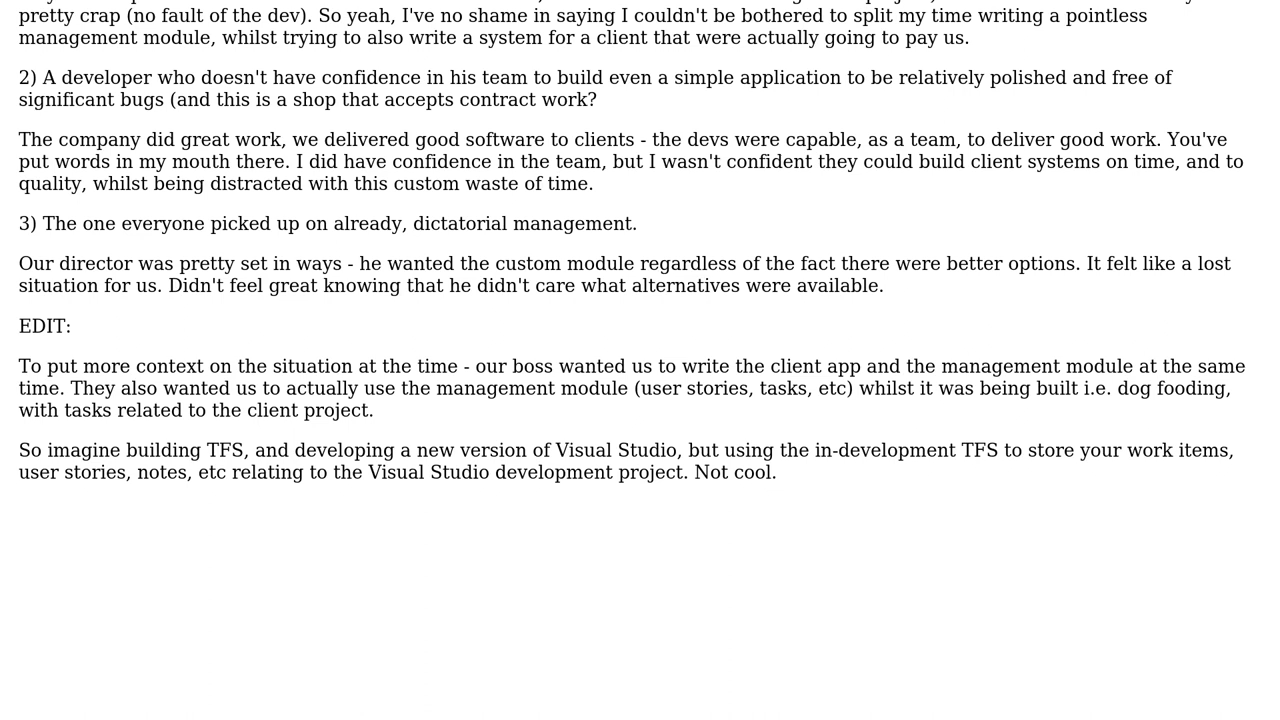 pretty crap (no fault of the dev). So yeah, I've no shame in saying I couldn't be bothered to split my time writing a pointless
management module, whilst trying to also write a system for a client that were actually going to pay us.
2) A developer who doesn't have confidence in his team to build even a simple application to be relatively polished and free of
significant bugs (and this is a shop that accepts contract work?
The company did great work, we delivered good software to clients - the devs were capable, as a team, to deliver good work. You've
put words in my mouth there. I did have confidence in the team, but I wasn't confident they could build client systems on time, and to
quality, whilst being distracted with this custom waste of time.
3) The one everyone picked up on already, dictatorial management.
Our director was pretty set in ways - he wanted the custom module regardless of the fact there were better options. It felt like a lost
situation for us. Didn't feel great knowing that he didn't care what alternatives were available.
EDIT:
To put more context on the situation at the time - our boss wanted us to write the client app and the management module at the same
time. They also wanted us to actually use the management module (user stories, tasks, etc) whilst it was being built i.e. dog fooding,
with tasks related to the client project.
So imagine building TFS, and developing a new version of Visual Studio, but using the in-development TFS to store your work items,
user stories, notes, etc relating to the Visual Studio development project. Not cool.